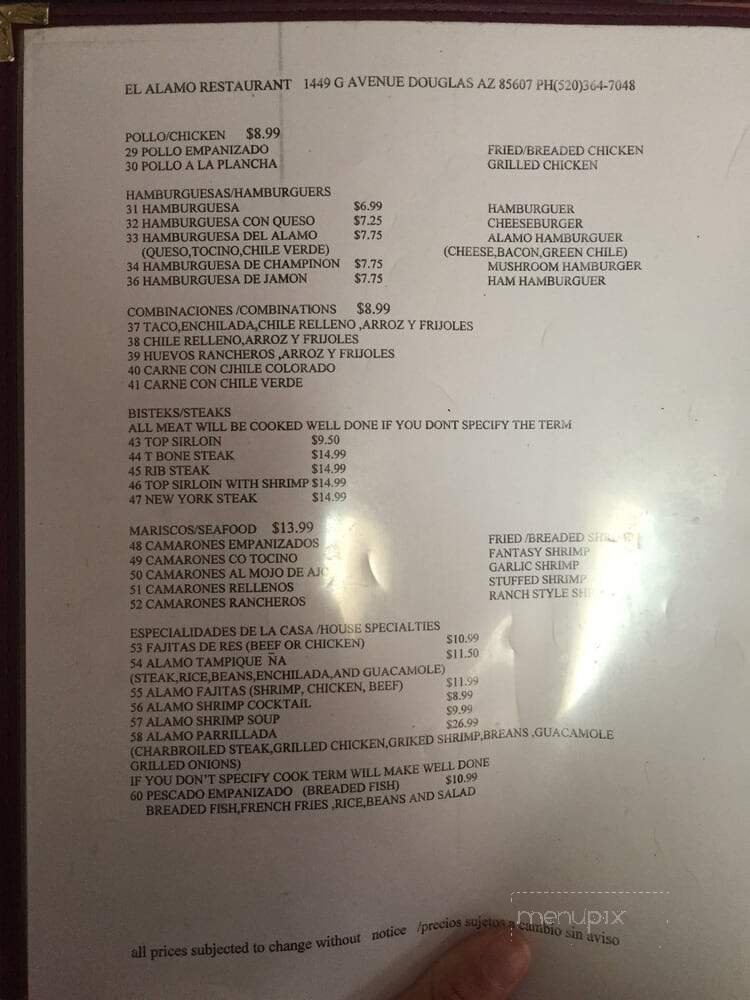 EL ALAMO RESTAURANT 1449 G AVENUE DOUGLAS AZ 85607 PH(520)364-7048
POLLO/CHICKEN $8.99
29 POLLO EMPANIZADO FRIED/BREADED CHICKEN
30 POLLO A LA PLANCHA GRILLED CHICKEN
HAMBURGUESAS/HAMBURGUERS
31 HAMBURGUESA $6.99 HAMBURGUER
32 HAMBURGUESA CON QUESO $7.25 CHEESEBURGER
33 HAMBURGUESA DEL ALAMO $7.75 ALAMO HAMBURGUER
(QUESO,TOCINO,CHILE VERDE) (CHEESE,BACON,GREEN CHILE)
34 HAMBURGUESA DE CHAMPINON $7.75 MUSHROOM HAMBURGER
36 HAMBURGUESA DE JAMON $7.75 HAM HAMBURGUER
COMBINACIONES /COMBINATIONS $8.99
37 TACO,ENCHILADA,CHILE RELLENO ,ARROZ Y FRIJOLES
38 CHILE RELLENO,ARROZ Y FRIJOLES
39 HUEVOS RANCHEROS ,ARROZ Y FRIJOLES
40 CARNE CON CJHILE COLORADO
41 CARNE CON CHILE VERDE
BISTEKS/STEAKS
ALL MEAT WILL BE COOKED WELL DONE IF YOU DONT SPECIFY THE TERM
43 TOP SIRLOIN $9.50
44 T BONE STEAK $14.99
45 RIB STEAK $14.99
46 TOP SIRLOIN WITH SHRIMP $14.99
47 NEW YORK STEAK $14.99
MARISCOS/SEAFOOD $13.99
48 CAMARONES EMPANIZADOS FRIED /BREADED
49 CAMARONES CO TOCINO FANTASY SHRIMP
50 CAMARONES AL MOJO DE AJO GARLIC SHRIMP
51 CAMARONES RELLENOS STUFFED SHRIMP
52 CAMARONES RANCHEROS RANCH STYLE
ESPECIALIDADES DE LA CASA /HOUSE SPECIALTIES
53 FAJITAS DE RES (BEEF OR CHICKEN) $10.99
54 ALAMO TAMPIQUE ÑA $11.50
(STEAK,RICE,BEANS,ENCHILADA,AND GUACAMOLE)
55 ALAMO FAJITAS (SHRIMP, CHICKEN, BEEF) $11.99
56 ALAMO SHRIMP COCKTAIL $8.99
57 ALAMO SHRIMP SOUP $9.99
58 ALAMO PARRILLADA $26.99
(CHARBROILED STEAK,GRILLED CHICKEN,GRIKED SHRIMP,BREANS ,GUACAMOLE
GRILLED ONIONS)
IF YOU DON'T SPECIFY COOK TERM WILL MAKE WELL DONE
60 PESCADO EMPANIZADO (BREADED FISH) $10.99
BREADED FISH,FRENCH FRIES ,RICE,BEANS AND SALAD
menupix
all prices subjected to change without notice /precios sujetos a cambio sin aviso